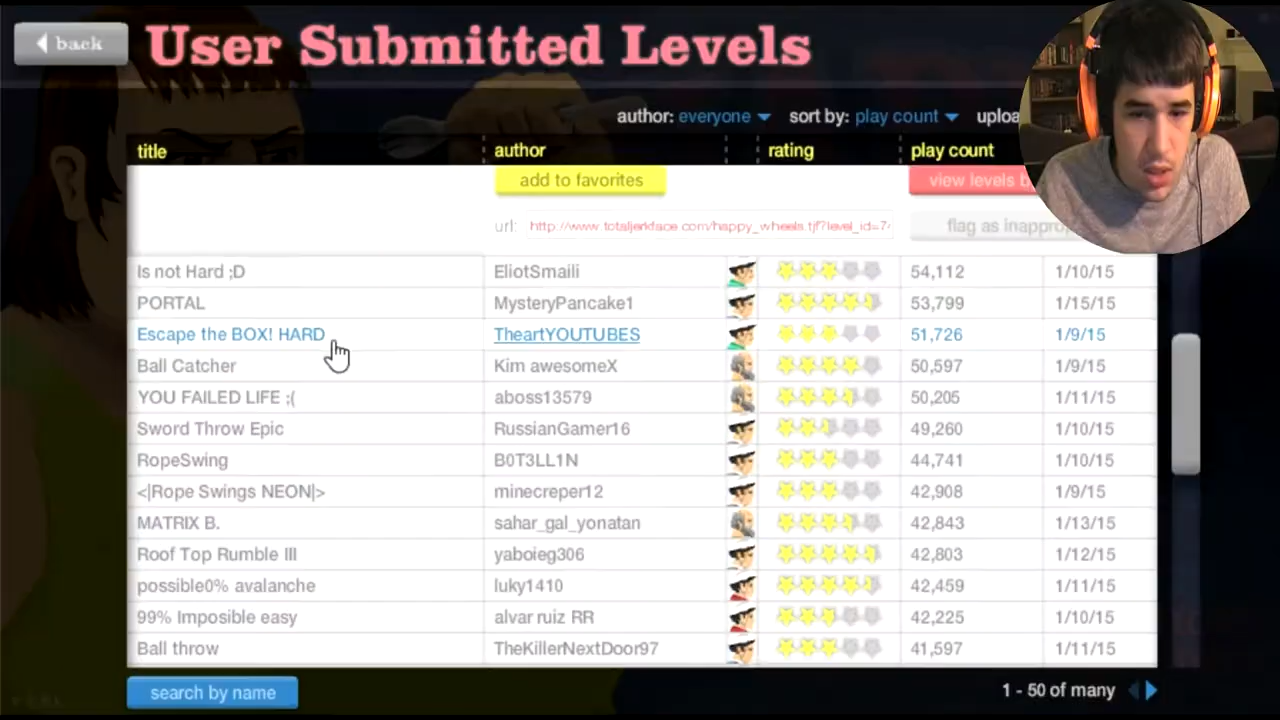 back
User Submitted Levels
author: everyone sort by: play count uploa
title author rating play count
add to favorites view levels b
url: http://www.totaljerkface.com/happy_wheels.tjf?level_id=74 flag as inapprop
Is not Hard ;D EliotSmaili 54,112 1/10/15
PORTAL MysteryPancake1 53,799 1/15/15
Escape the BOX! HARD TheartYOUTUBES 51,726 1/9/15
Ball Catcher Kim awesomeX 50,597 1/9/15
YOU FAILED LIFE ;( aboss13579 50,205 1/11/15
Sword Throw Epic RussianGamer16 49,260 1/10/15
RopeSwing B0T3LL1N 44,741 1/10/15
<|Rope Swings NEON|> minecreper12 42,908 1/9/15
MATRIX B. sahar_gal_yonatan 42,843 1/13/15
Roof Top Rumble III yaboieg306 42,803 1/12/15
possible0% avalanche luky1410 42,459 1/11/15
99% Imposible easy alvar ruiz RR 42,225 1/10/15
Ball throw TheKillerNextDoor97 41,597 1/11/15
search by name 1 - 50 of many